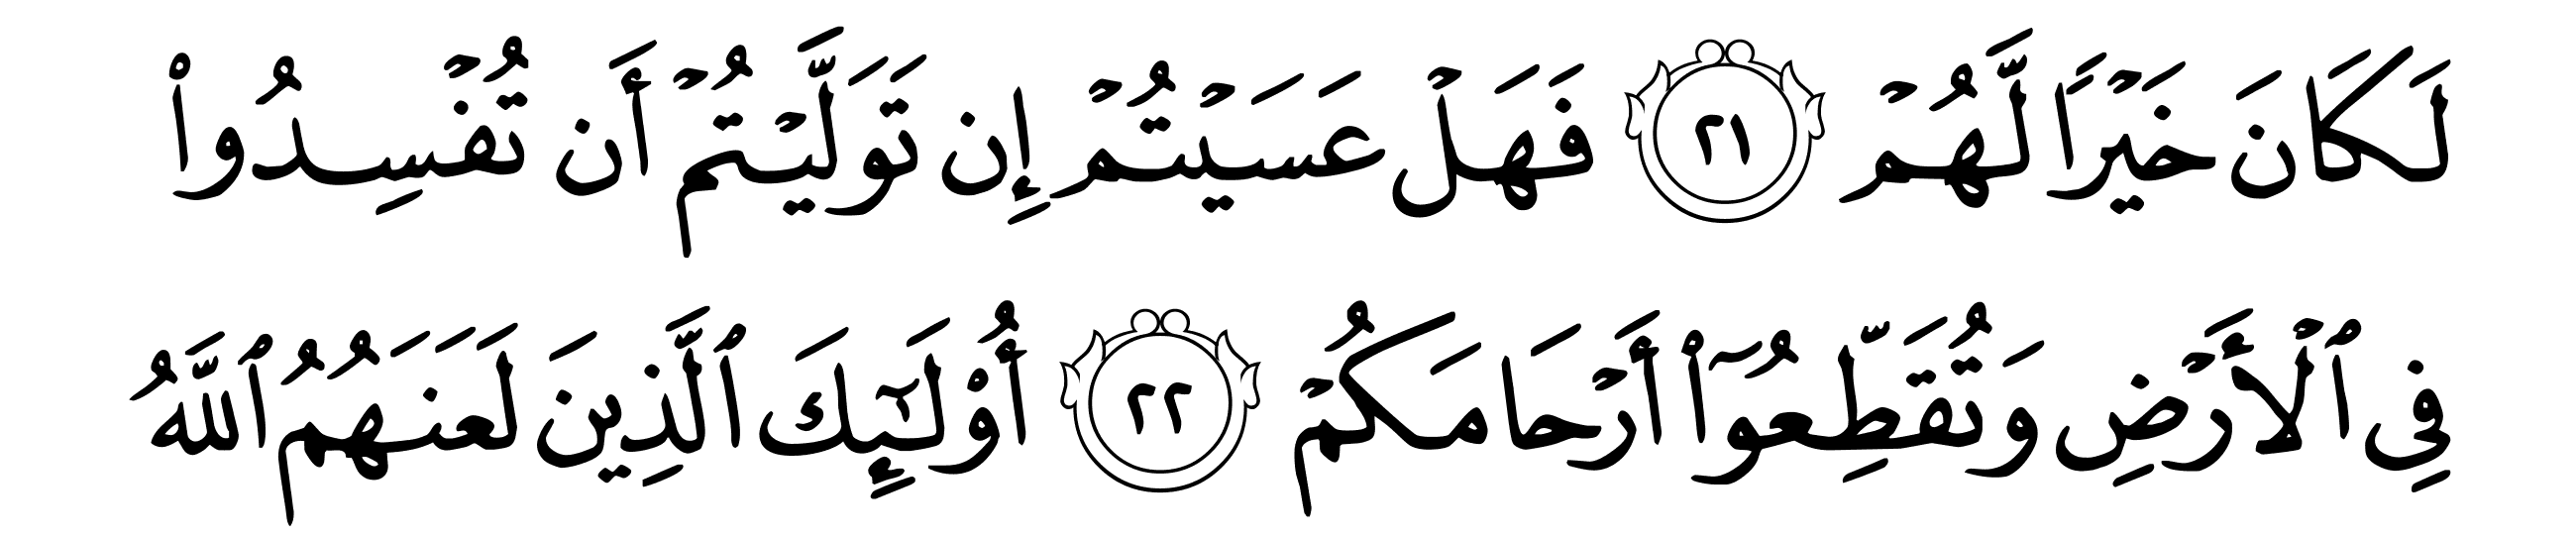 لَكَانَ خَيْرًا لَّهُمْ ٢١ فَهَلْ عَسَيْتُمْ إِن تَوَلَّيْتُمْ أَن تُفْسِدُواْ
فِي ٱلْأَرْضِ وَتُقَطِّعُوٓاْ أَرْحَامَكُمْ ٢٢ أُوْلَـٰٓئِكَ ٱلَّذِينَ لَعَنَهُمُ ٱللَّهُ